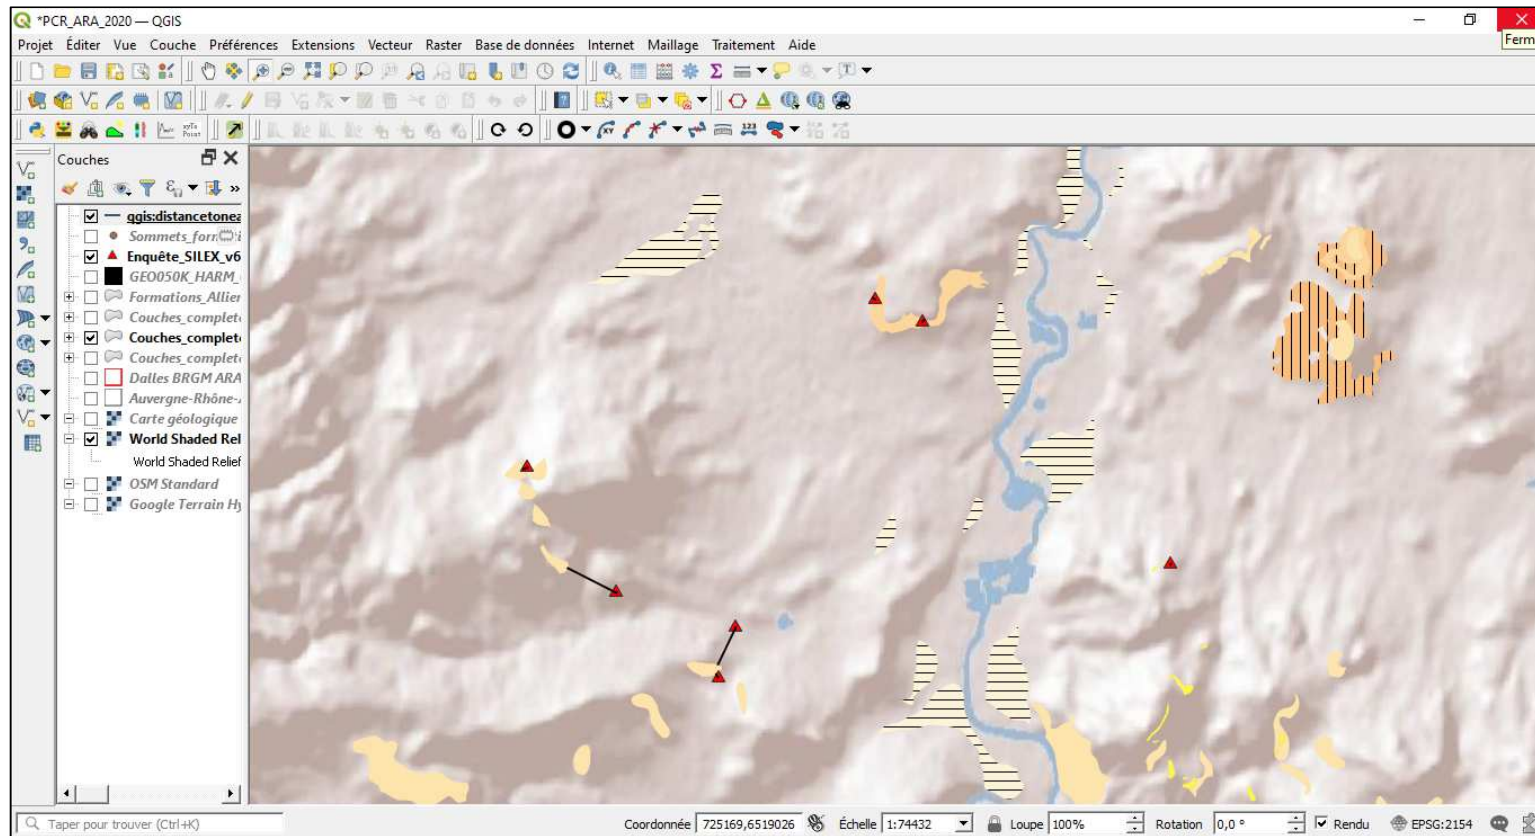 *PCR_ARA_2020 — QGIS
Ferm
Projet Éditer Vue Couche Préférences Extensions Vecteur Raster Base de données Internet Maillage Traitement Aide
Couches
qgis:distancetonea
Sommets_form
Enquête_SILEX_v6
GEO050K_HARM_
Formations_Allier
Couches_complet
Couches_complet
Couches_complet
Dalles BRGM ARA
Auvergne-Rhône-
Carte géologique
World Shaded Rel
World Shaded Relief
OSM Standard
Google Terrain Hy
Taper pour trouver (Ctrl+K)
Coordonnée 725169,6519026 Échelle 1:74432 Loupe 100% Rotation 0,0 ° Rendu EPSG:2154